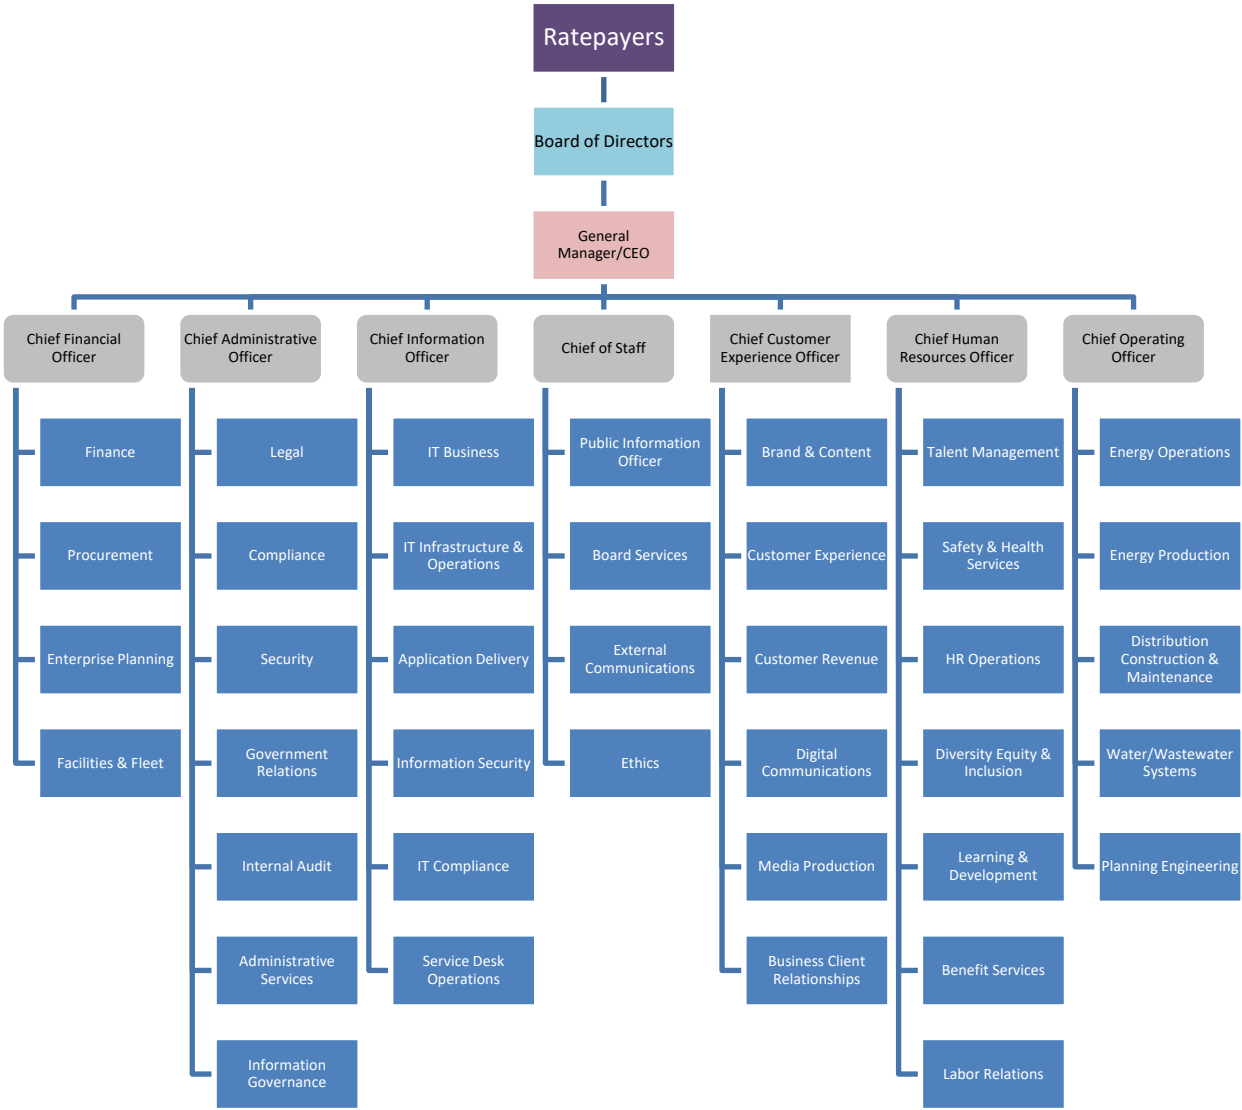 Ratepayers
Board of Directors
General
Manager/CEO
Chief Financial
Officer
Chief Administrative
Officer
Chief Information
Officer
Chief of Staff
Chief Customer
Experience Officer
Chief Human
Resources Officer
Chief Operating
Officer
Finance
Procurement
Enterprise Planning
Facilities & Fleet
Legal
Compliance
Security
Government
Relations
Internal Audit
Administrative
Services
Information
Governance
IT Business
IT Infrastructure &
Operations
Application Delivery
Information Security
IT Compliance
Service Desk
Operations
Public Information
Officer
Board Services
External
Communications
Ethics
Brand & Content
Customer Experience
Customer Revenue
Digital
Communications
Media Production
Business Client
Relationships
Talent Management
Safety & Health
Services
HR Operations
Diversity Equity &
Inclusion
Learning &
Development
Benefit Services
Labor Relations
Energy Operations
Energy Production
Distribution
Construction &
Maintenance
Water/Wastewater
Systems
Planning Engineering